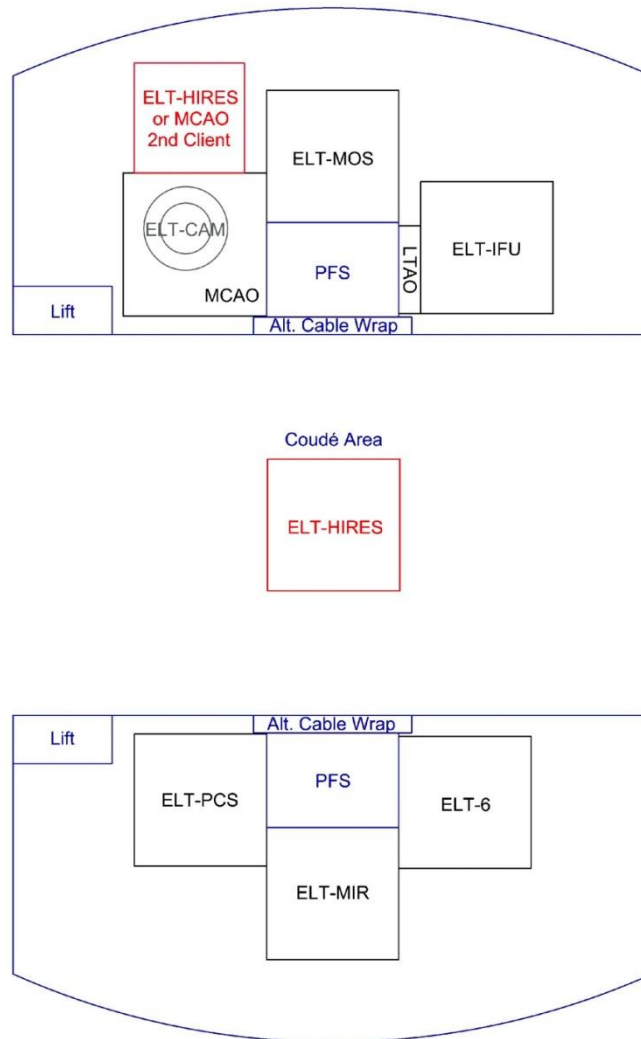 ELT-HIRES
or MCAO
2nd Client
ELT-MOS
ELT-CAM
ELT-IFU
LTAO
PFS
MCAO
Lift
Alt. Cable Wrap
Coudé Area
ELT-HIRES
Alt. Cable Wrap
Lift
PFS
ELT-PCS
ELT-6
ELT-MIR